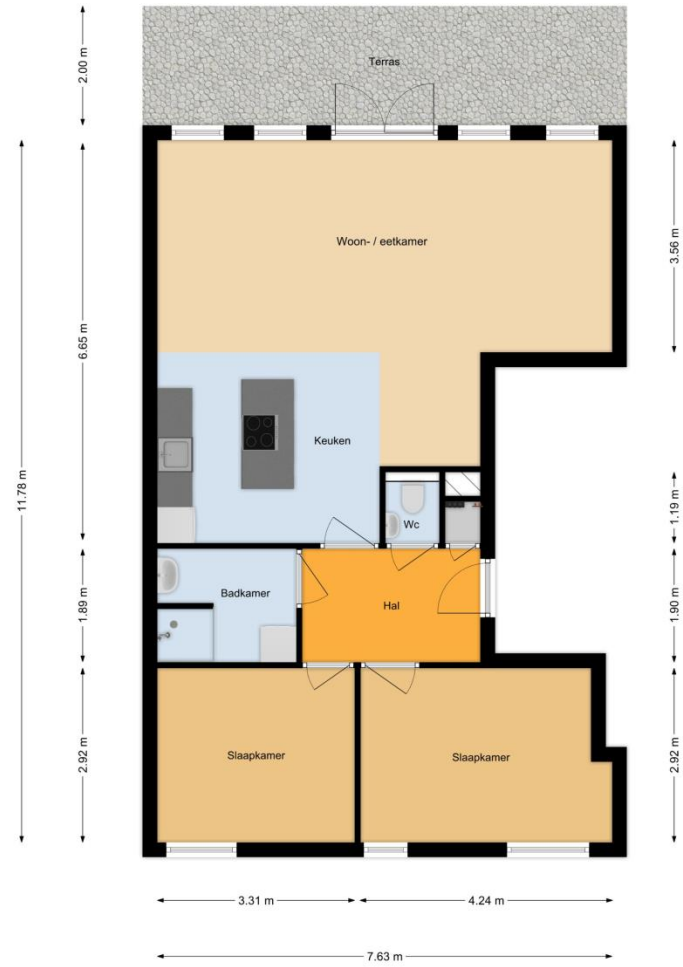 Terras
2.00 m
Woon- / eetkamer
3.56 m
6.65 m
11.78 m
Keuken
Wc
1.19 m
Badkamer
Hal
1.89 m
1.90 m
Slaapkamer
Slaapkamer
2.92 m
2.92 m
3.31 m
4.24 m
7.63 m